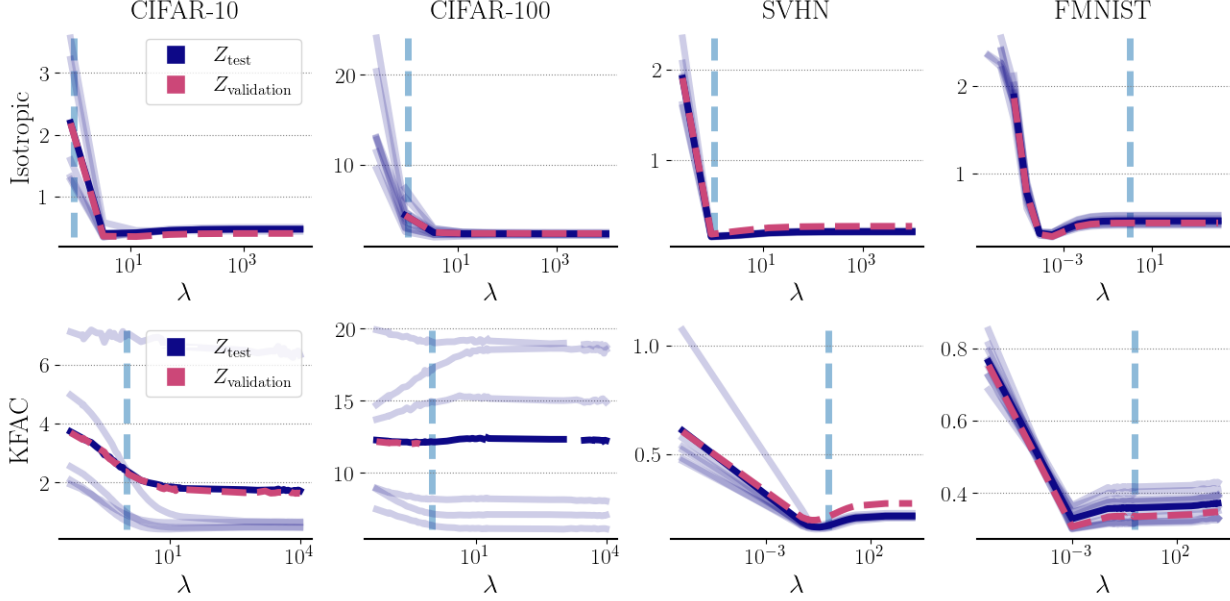 CIFAR-10 CIFAR-100 SVHN FMNIST
Isotropic
3
2
1
Z_test
Z_validation
10^1 10^3
λ
20
10
10^1 10^3
λ
2
1
10^1 10^3
λ
2
1
10^-3 10^1
λ
KFAC
6
4
2
Z_test
Z_validation
10^1 10^4
λ
20
15
10
10^1 10^4
λ
1.0
0.5
10^-3 10^2
λ
0.8
0.6
0.4
10^-3 10^2
λ